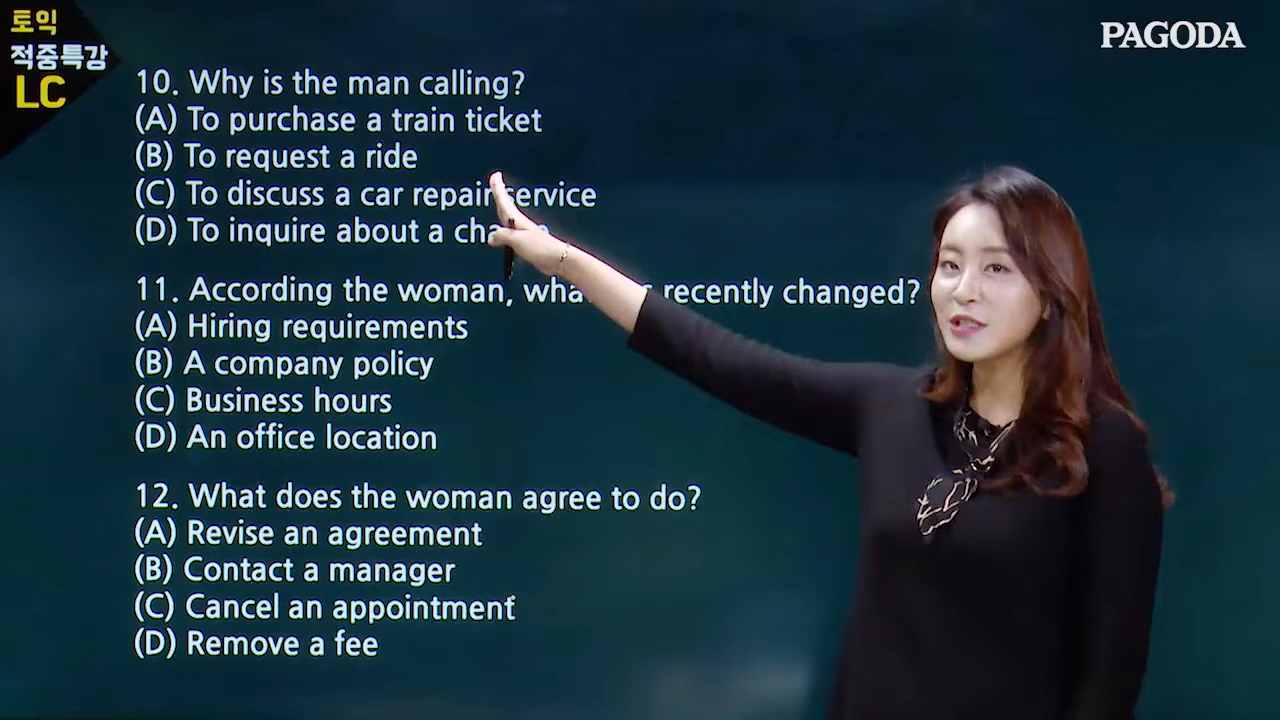 토익
적중특강
LC
PAGODA
10. Why is the man calling?
(A) To purchase a train ticket
(B) To request a ride
(C) To discuss a car repair service
(D) To inquire about a
11. According the woman, recently changed?
(A) Hiring requirements
(B) A company policy
(C) Business hours
(D) An office location
12. What does the woman agree to do?
(A) Revise an agreement
(B) Contact a manager
(C) Cancel an appointment
(D) Remove a fee